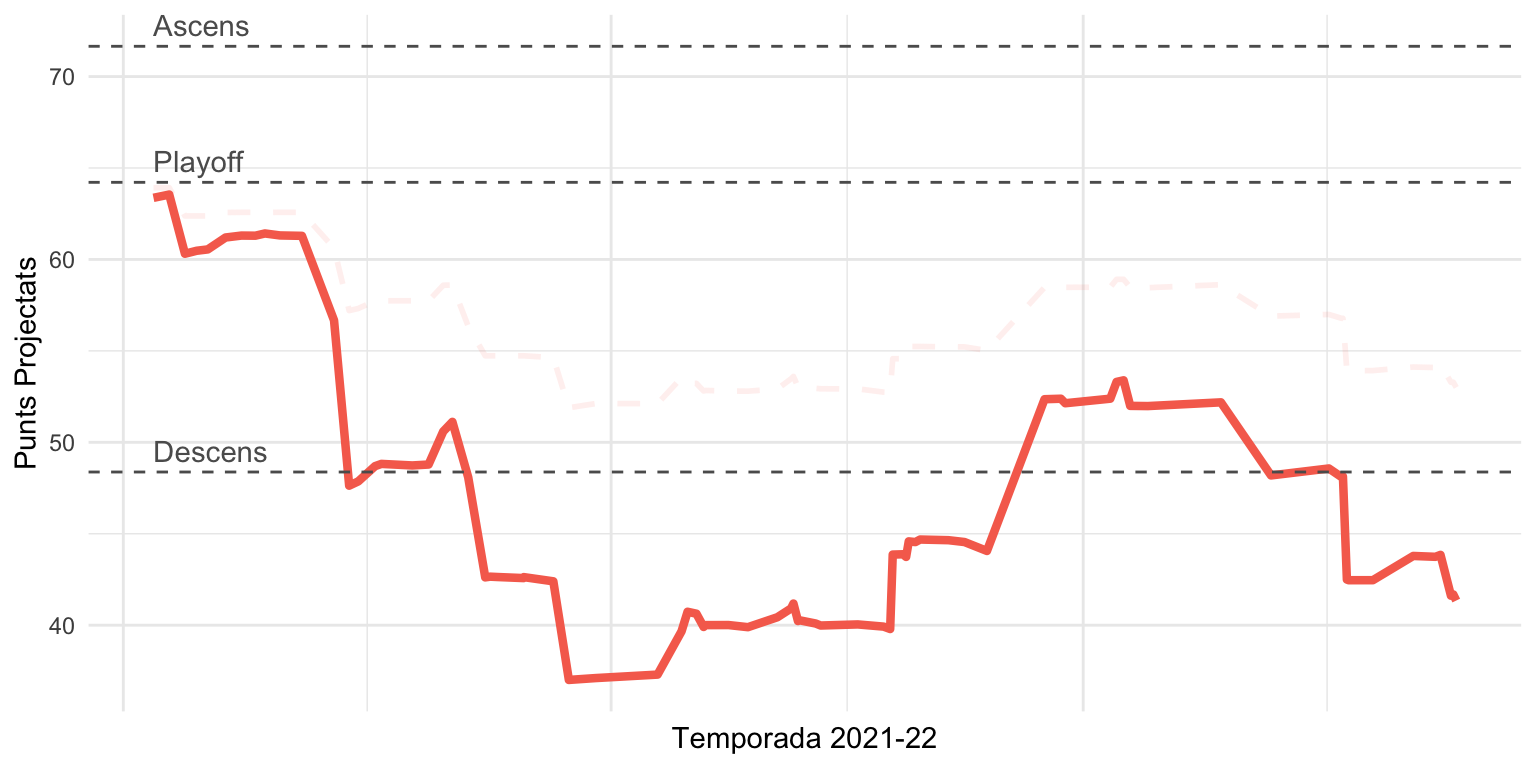 Ascens
70
Playoff
60
Punts Projectats
50
Descens
40
Temporada 2021-22